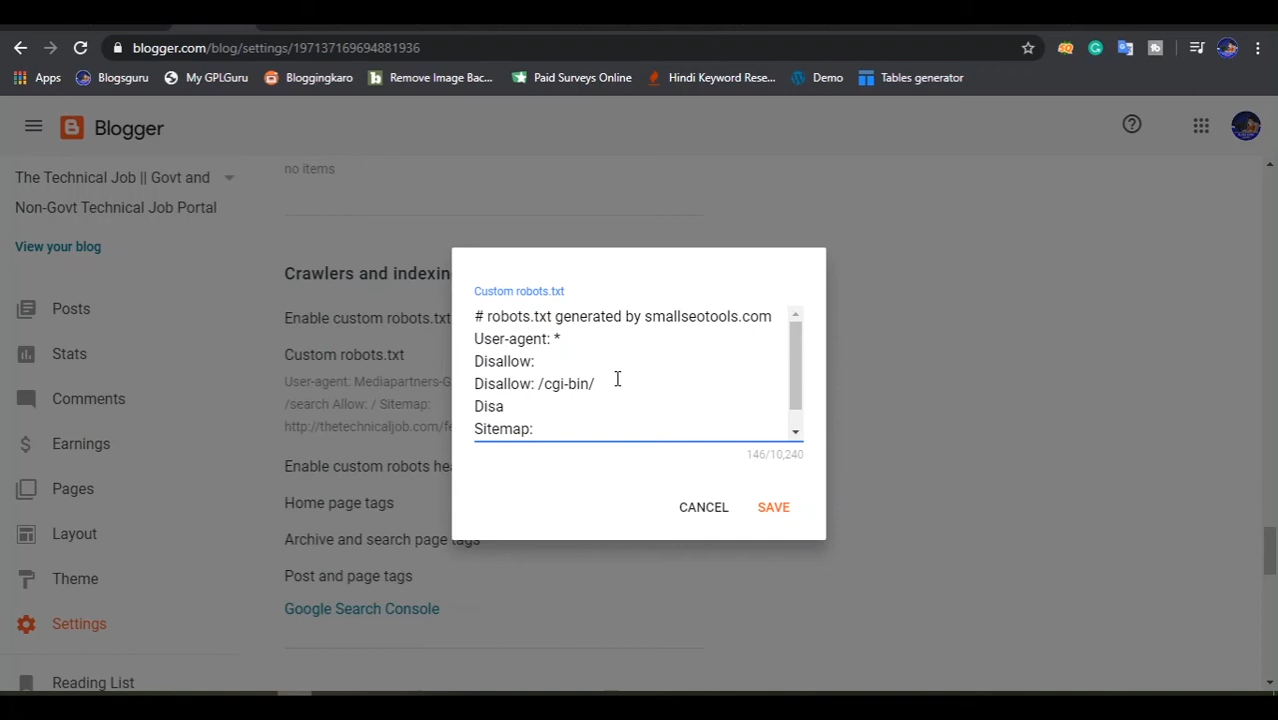 blogger.com/blog/settings/197137169694881936
Apps
Blogsguru
My GPLGuru
Bloggingkaro
Remove Image Bac...
Paid Surveys Online
Hindi Keyword Rese...
Demo
Tables generator
Blogger
The Technical Job || Govt and
Non-Govt Technical Job Portal
View your blog
Posts
Stats
Comments
Earnings
Pages
Layout
Theme
Settings
Reading List
no items
Crawlers and indexin
Enable custom robots.txt
Custom robots.txt
User-agent: Mediapartners-G
/search Allow: / Sitemap:
http://thetechnicaljob.com/fe
Enable custom robots hea
Home page tags
Archive and search page tags
Post and page tags
Google Search Console
Custom robots.txt
# robots.txt generated by smallseotools.com
User-agent: *
Disallow:
Disallow: /cgi-bin/
Disa
Sitemap:
146/10,240
CANCEL
SAVE